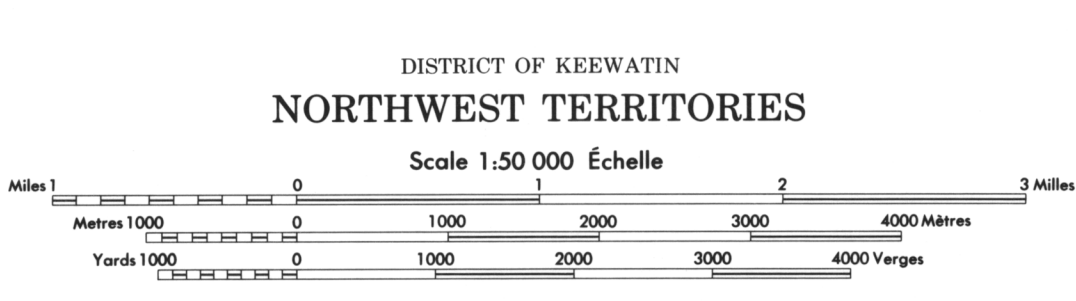 DISTRICT OF KEEWATIN
NORTHWEST TERRITORIES
Scale 1:50 000 Échelle
Miles 1 0 1 2 3 Milles
Metres 1000 0 1000 2000 3000 4000 Mètres
Yards 1000 0 1000 2000 3000 4000 Verges